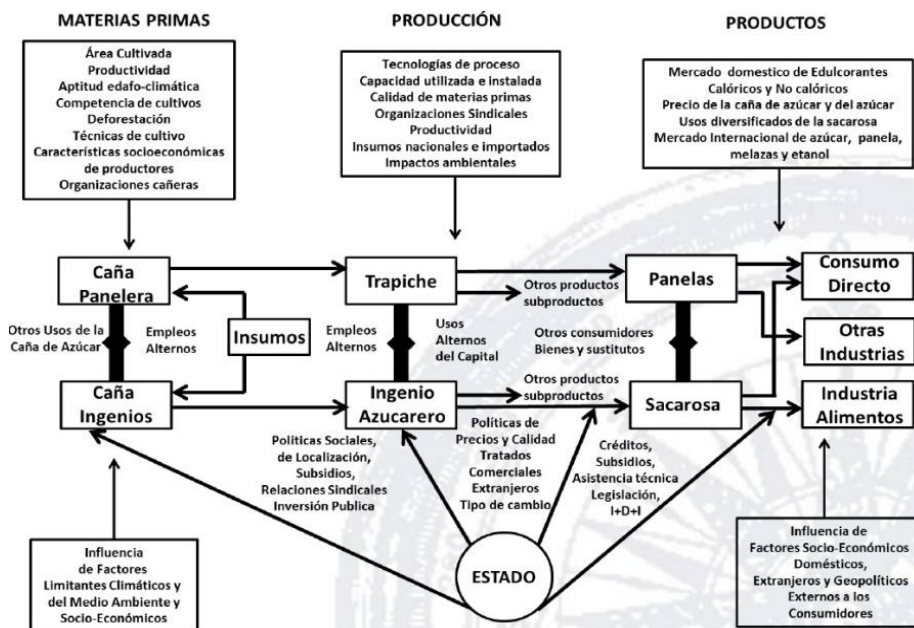 MATERIAS PRIMAS
PRODUCCIÓN
PRODUCTOS
Área Cultivada
Productividad
Aptitud edafo-climática
Competencia de cultivos
Deforestación
Técnicas de cultivo
Características socioeconómicas
de productores
Organizaciones cañeras
Tecnologías de proceso
Capacidad utilizada e instalada
Calidad de materias primas
Organizaciones Sindicales
Productividad
Insumos nacionales e importados
Impactos ambientales
Mercado domestico de Edulcorantes
Calóricos y No calóricos
Precio de la caña de azúcar y del azúcar
Usos diversificados de la sacarosa
Mercado Internacional de azúcar, panela,
melazas y etanol
Caña
Panelera
Trapiche
Otros productos
subproductos
Panelas
Consumo
Directo
Otros Usos de la
Caña de Azúcar
Empleos
Alternos
Insumos
Empleos
Alternos
Usos
Alternos
del Capital
Otros consumidores
Bienes y sustitutos
Otras
Industrias
Caña
Ingenios
Ingenio
Azucarero
Otros productos
subproductos
Sacarosa
Industria
Alimentos
Políticas Sociales,
de Localización,
Subsidios,
Relaciones Sindicales
Inversión Publica
Políticas de
Precios y Calidad
Tratados
Comerciales
Extranjeros
Tipo de cambio
Créditos,
Subsidios,
Asistencia técnica
Legislación,
I+D+I
Influencia
de Factores
Limitantes Climáticos y
del Medio Ambiente y
Socio-Económicos
ESTADO
Influencia de
Factores Socio-Económicos
Domésticos,
Extranjeros y Geopolíticos
Externos a los
Consumidores